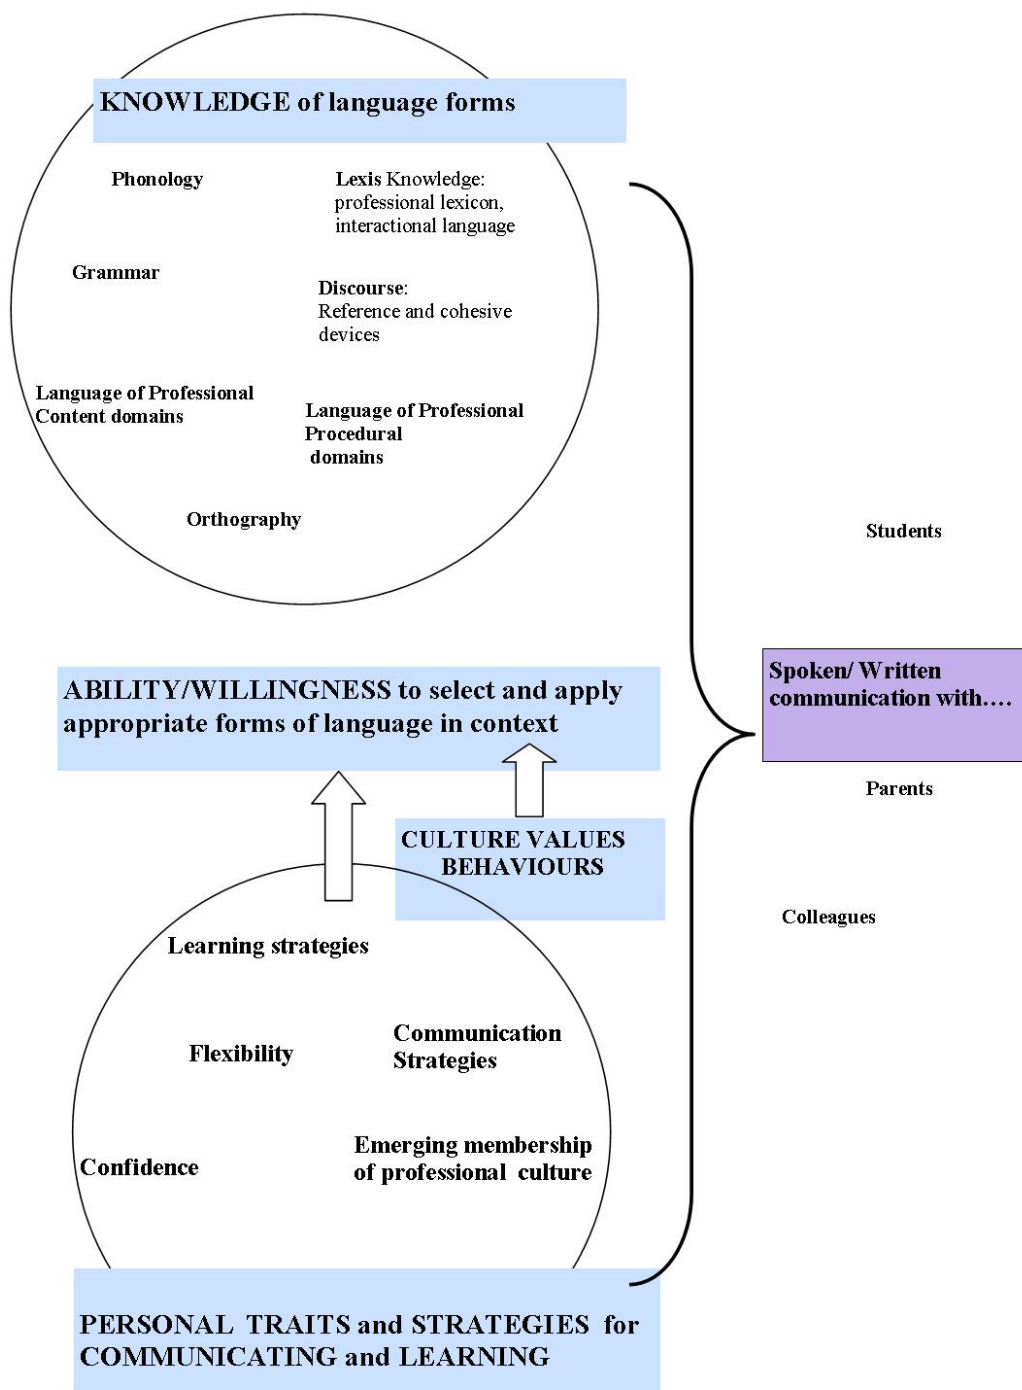 KNOWLEDGE of language forms
Phonology
Lexis Knowledge:
professional lexicon,
interactional language
Grammar
Discourse:
Reference and cohesive
devices
Language of Professional
Content domains
Language of Professional
Procedural
domains
Orthography
Students
ABILITY/WILLINGNESS to select and apply
appropriate forms of language in context
Spoken/ Written
communication with….
Parents
CULTURE VALUES
BEHAVIOURS
Colleagues
Learning strategies
Flexibility
Communication
Strategies
Confidence
Emerging membership
of professional culture
PERSONAL TRAITS and STRATEGIES for
COMMUNICATING and LEARNING